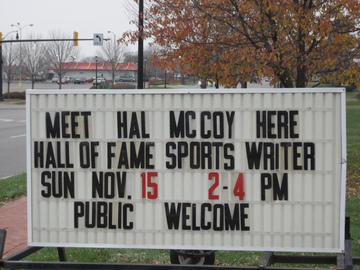 MEET HAL MCCOY HERE
HALL OF FAME SPORTS WRITER
SUN NOV. 15 2-4 PM
PUBLIC WELCOME